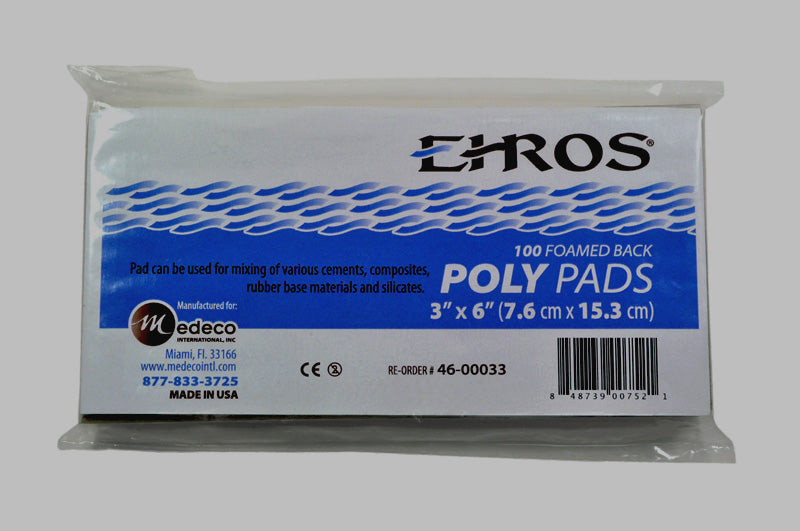 EHROS®
100 FOAMED BACK
Pad can be used for mixing of various cements, composites,
rubber base materials and silicates.
POLY PADS
3” x 6” (7.6 cm x 15.3 cm)
Manufactured for:
Medeco
INTERNATIONAL, INC
Miami, Fl. 33166
www.medecointl.com
877-833-3725
MADE IN USA
CE 2
RE-ORDER # 46-00033
8 48739 00752 1